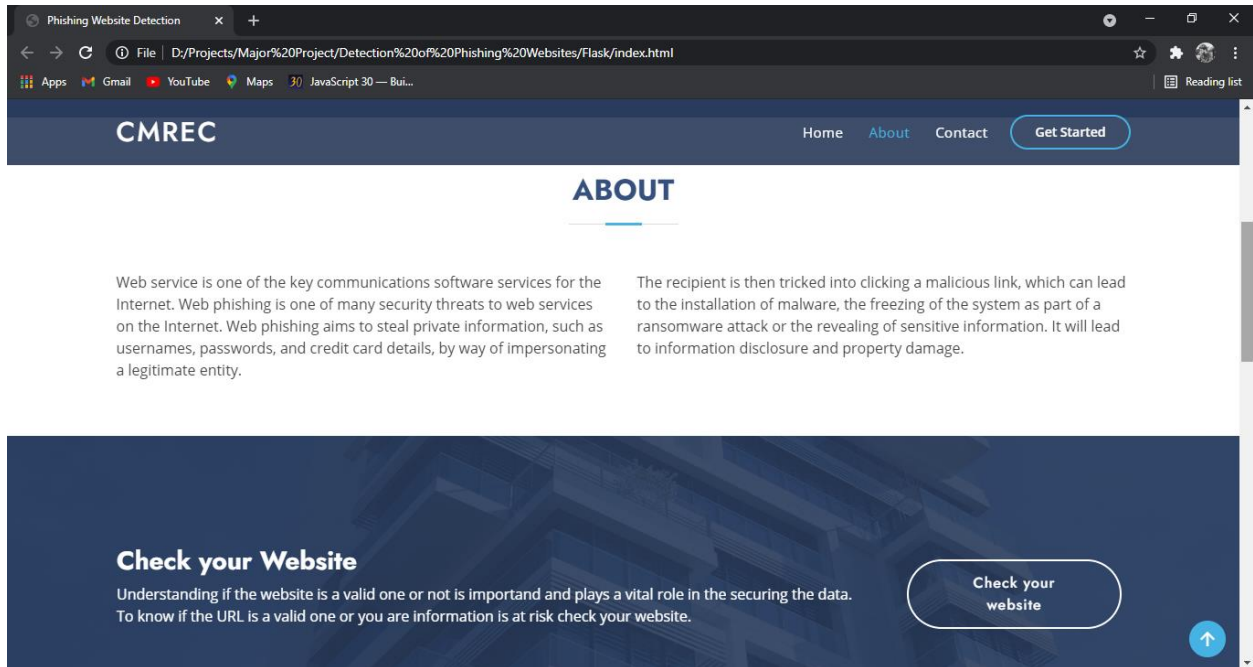 Phishing Website Detection
File | D:/Projects/Major%20Project/Detection%20of%20Phishing%20Websites/Flask/index.html
Apps Gmail YouTube Maps 30 JavaScript 30 — Bui... Reading list
CMREC Home About Contact Get Started
ABOUT
Web service is one of the key communications software services for the
Internet. Web phishing is one of many security threats to web services
on the Internet. Web phishing aims to steal private information, such as
usernames, passwords, and credit card details, by way of impersonating
a legitimate entity.
The recipient is then tricked into clicking a malicious link, which can lead
to the installation of malware, the freezing of the system as part of a
ransomware attack or the revealing of sensitive information. It will lead
to information disclosure and property damage.
Check your Website
Understanding if the website is a valid one or not is importand and plays a vital role in the securing the data.
To know if the URL is a valid one or you are information is at risk check your website.
Check your
website